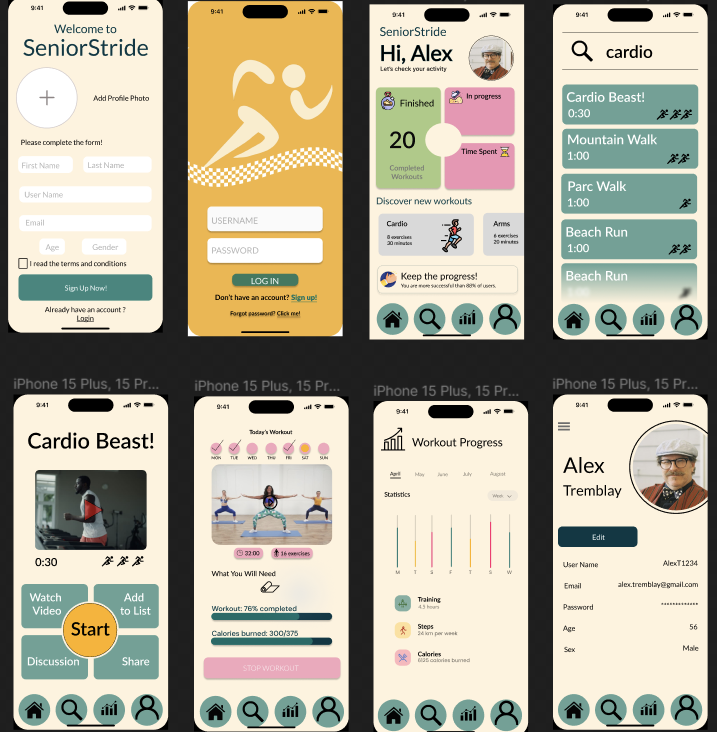 9:41
Welcome to
SeniorStride
Add Profile Photo
Please complete the form!
First Name
Last Name
User Name
Email
Age
Gender
I read the terms and conditions
Sign Up Now!
Already have an account ?
Login
9:41
USERNAME
PASSWORD
LOG IN
Don't have an account? Sign up!
Forgot password? Click me!
9:41
SeniorStride
Hi, Alex
Let's check your activity
Finished
20
Completed
Workouts
In progress
Time Spent
Discover new workouts
Cardio
8 exercises
30 minutes
Arms
6 exercises
20 minutes
Keep the progress!
You are more successful than 88% of users.
9:41
cardio
Cardio Beast!
0:30
Mountain Walk
1:00
Parc Walk
1:00
Beach Run
1:00
Beach Run
iPhone 15 Plus, 15 Pr...
9:41
Cardio Beast!
0:30
Watch
Video
Add
to List
Start
Discussion
Share
iPhone 15 Plus, 15 Pr...
9:41
Today's Workout
MON TUE WED THU FRI SAT SUN
32:00
16 exercises
What You Will Need
Workout: 76% completed
Calories burned: 300/375
STOP WORKOUT
iPhone 15 Plus, 15 Pr...
9:41
Workout Progress
April May June July August
Statistics
M T S F T S W
Training
4.5 hours
Steps
24 km per week
Calories
6125 calories burned
iPhone 15 Plus, 15 Pr...
9:41
Alex
Tremblay
Edit
User Name AlexT1234
Email alex.tremblay@gmail.com
Password *************
Age 56
Sex Male